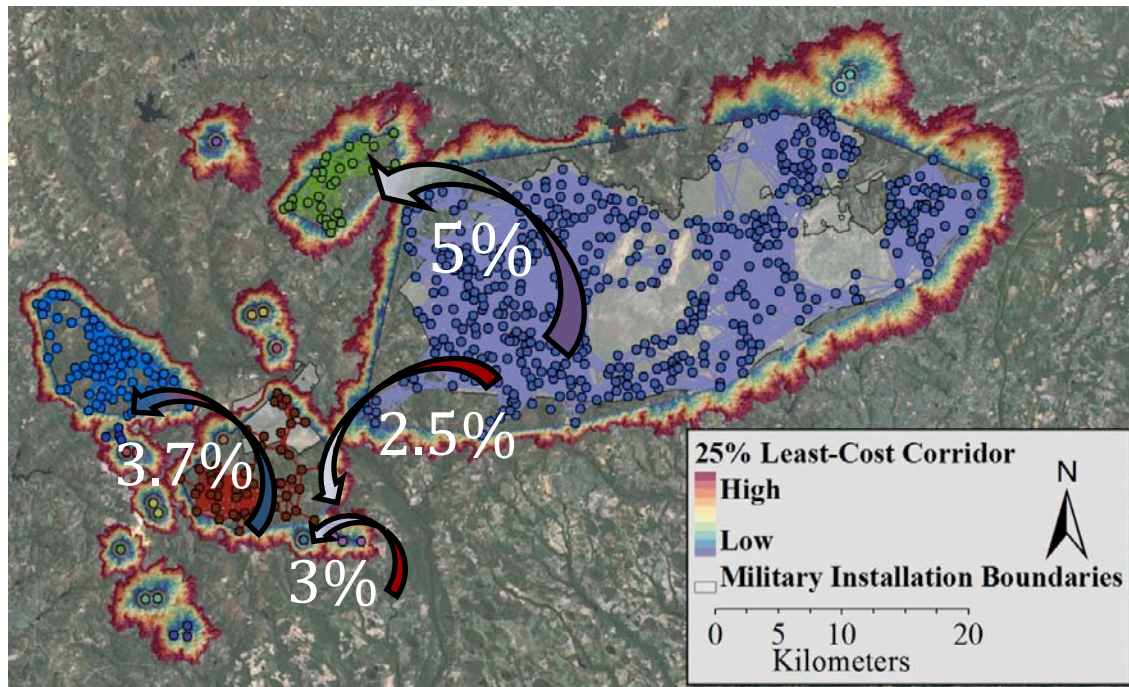 5%
2.5%
3.7%
3%
25% Least-Cost Corridor
High
Low
Military Installation Boundaries
N
0 5 10 20
Kilometers